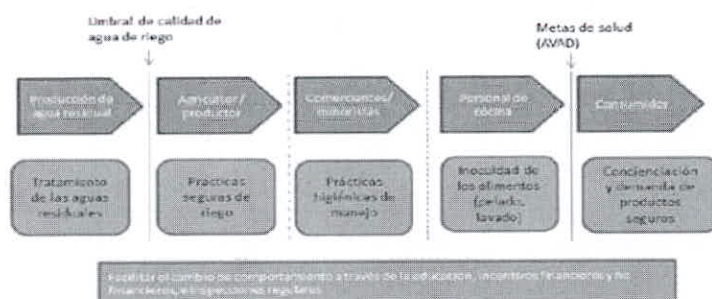 Umbral de calidad de
agua de riego
Metas de salud
(AVAD)
Producción de
agua residual
Agricultor/
productor
Comerciantes/
minoristas
Personal de
cocina
Consumidor
Tratamiento
de las aguas
residuales
Prácticas
seguras de
riego
Prácticas
higiénicas de
manejo
Inocuidad de
los alimentos
(pelado,
lavado)
Concienciación
y demanda de
productos
seguros
Facilitar el cambio de comportamiento a través de la educación, incentivos financieros y no
financieros, e inspecciones regulares